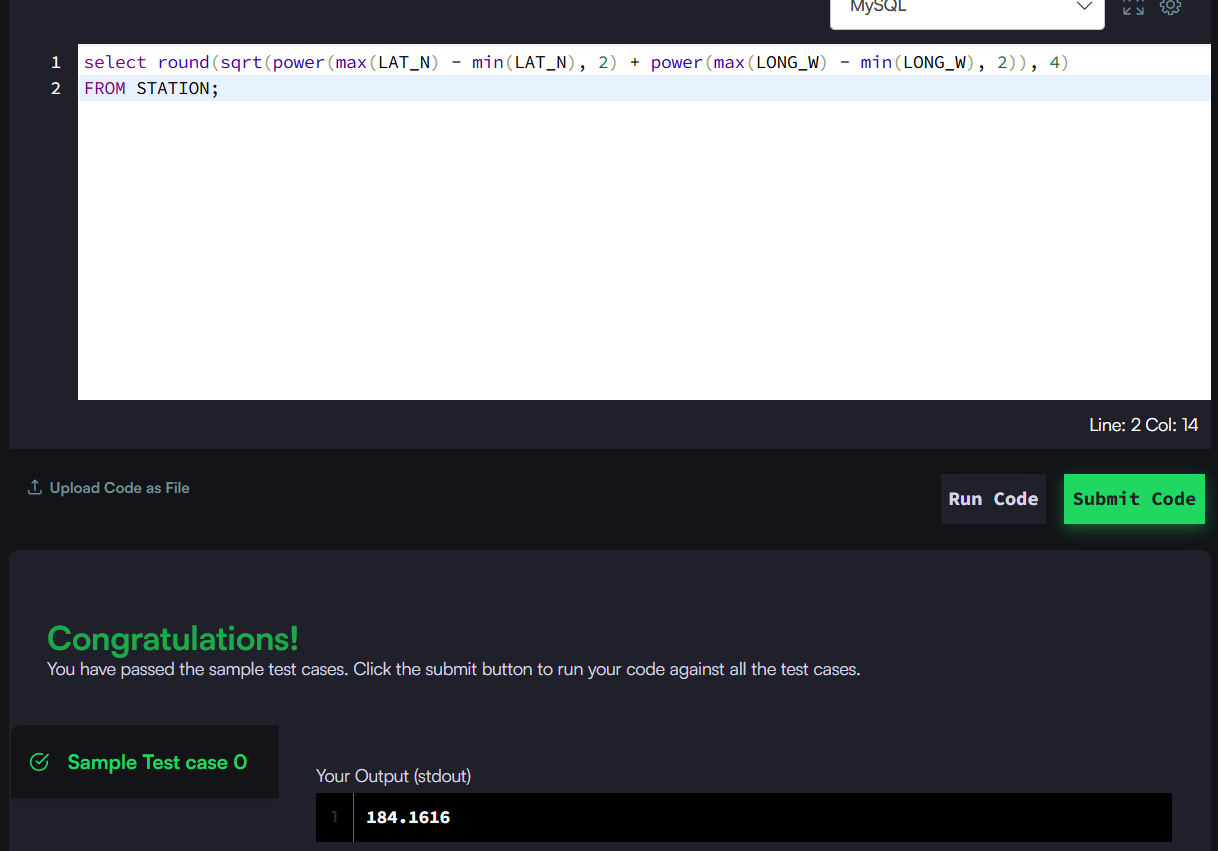 MySQL
1 select round(sqrt(power(max(LAT_N) - min(LAT_N), 2) + power(max(LONG_W) - min(LONG_W), 2)), 4)
2 FROM STATION;
Line: 2 Col: 14
Upload Code as File
Run Code
Submit Code
Congratulations!
You have passed the sample test cases. Click the submit button to run your code against all the test cases.
Sample Test case 0
Your Output (stdout)
1 184.1616